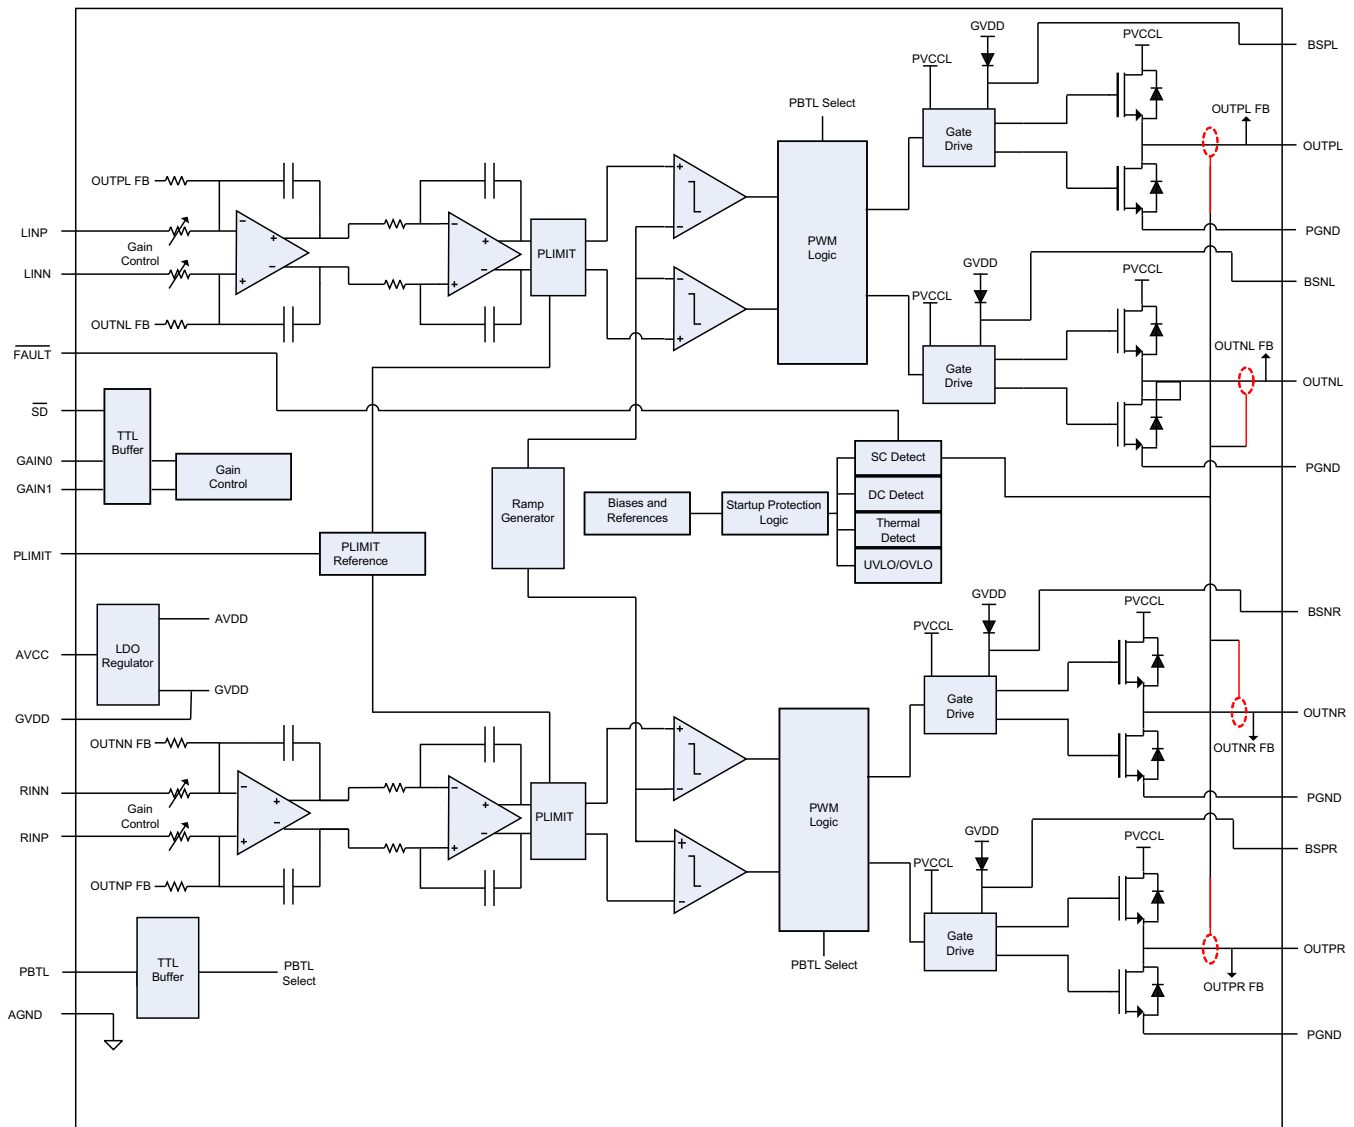 GVDD
PVCCL
BSPL
PVCCL
PBTL Select
OUTPL FB
Gate
Drive
OUTPL
OUTPL FB
+
−
LINP
−
+
−
+
Gain
Control
PLIMIT
PWM
Logic
PGND
−
+
LINN
−
+
−
+
GVDD
BSNL
PVCCL
PVCCL
OUTNL FB
OUTNL FB
FAULT
Gate
Drive
OUTNL
SD
TTL
Buffer
GAIN0
Gain
Control
GAIN1
SC Detect
PGND
DC Detect
Ramp
Generator
Biases and
References
Startup Protection
Logic
Thermal
Detect
UVLO/OVLO
PLIMIT
PLIMIT
Reference
GVDD
PVCCL
BSNR
AVDD
PVCCL
LDO
Regulator
AVCC
GVDD
Gate
Drive
GVDD
OUTNR
OUTNN FB
+
−
OUTNR FB
RINN
−
+
−
+
Gain
Control
PLIMIT
PWM
Logic
PGND
RINP
−
+
−
+
+
−
GVDD
PVCCL
BSPR
PVCCL
OUTNP FB
Gate
Drive
OUTPR
PBTL Select
PBTL
TTL
Buffer
PBTL
Select
OUTPR FB
AGND
PGND